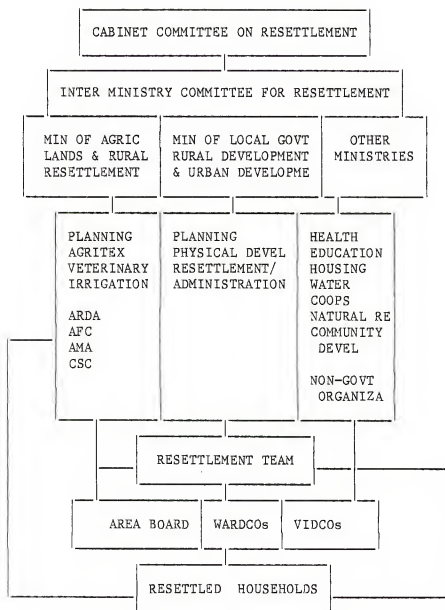 CABINET COMMITTEE ON RESETTLEMENT
INTER MINISTRY COMMITTEE FOR RESETTLEMENT
MIN OF AGRIC
LANDS & RURAL
RESETTLEMENT
MIN OF LOCAL GOVT
RURAL DEVELOPMENT
& URBAN DEVELOPME
OTHER
MINISTRIES
PLANNING
AGRITEX
VETERINARY
IRRIGATION
ARDA
AFC
AMA
CSC
PLANNING
PHYSICAL DEVEL
RESETTLEMENT/
ADMINISTRATION
HEALTH
EDUCATION
HOUSING
WATER
COOPS
NATURAL RE
COMMUNITY
DEVEL
NON-GOVT
ORGANIZA
RESETTLEMENT TEAM
AREA BOARD
WARDCOs
VIDCOs
RESETTLED HOUSEHOLDS